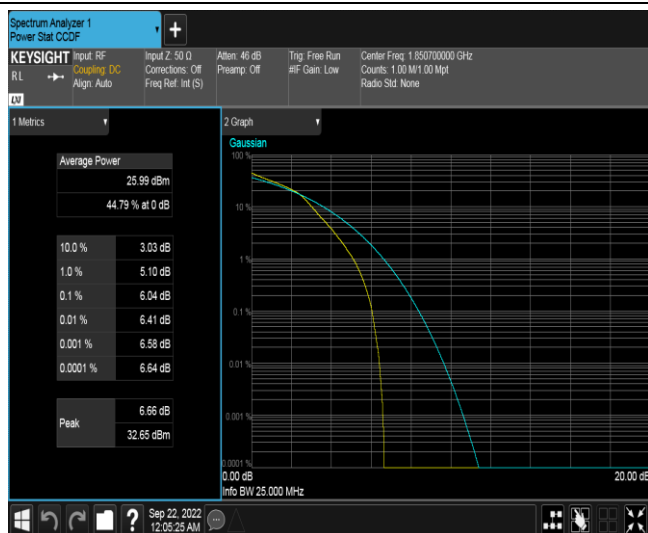 Spectrum Analyzer 1
Power Stat CCDF
+
KEYSIGHT
RL
LXI
Input: RF
Coupling: DC
Align: Auto
Input Z: 50 Ω
Corrections: Off
Freq Ref: Int (S)
Atten: 46 dB
Preamp: Off
Trig: Free Run
#IF Gain: Low
Center Freq: 1.850700000 GHz
Counts: 1.00 M/1.00 Mpt
Radio Std: None
1 Metrics
Average Power
25.99 dBm
44.79 % at 0 dB
10.0 % 3.03 dB
1.0 % 5.10 dB
0.1 % 6.04 dB
0.01 % 6.41 dB
0.001 % 6.58 dB
0.0001 % 6.64 dB
Peak
6.66 dB
32.65 dBm
2 Graph
Gaussian
100 %
10 %
1 %
0.1 %
0.01 %
0.001 %
0.0001 %
0.00 dB
20.00 dB
Info BW 25.000 MHz
?
Sep 22, 2022
12:05:25 AM